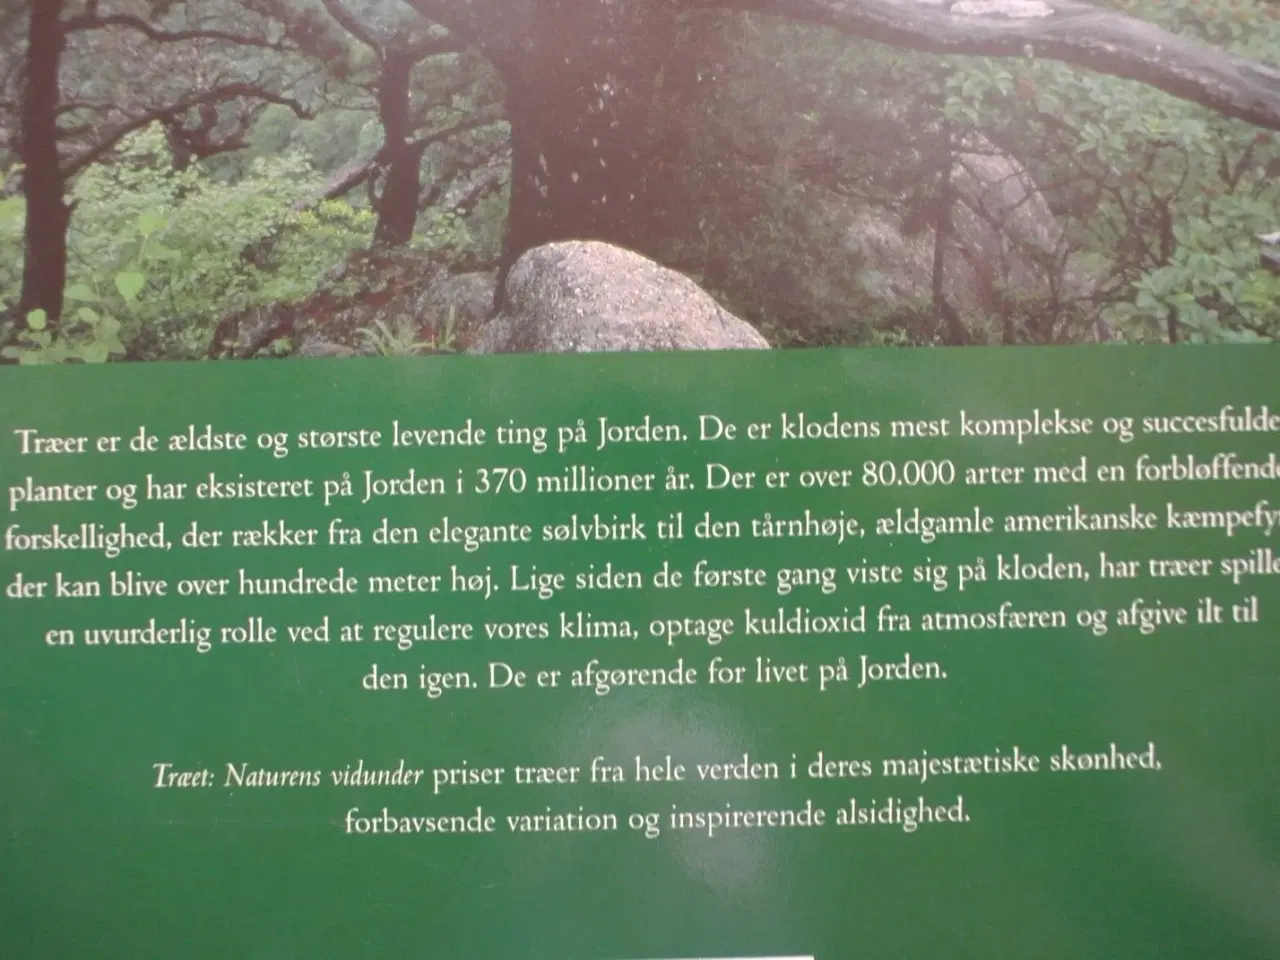 Træer er de ældste og største levende ting på Jorden. De er klodens mest komplekse og succesfulde
planter og har eksisteret på Jorden i 370 millioner år. Der er over 80.000 arter med en forbløffende
forskellighed, der rækker fra den elegante sølvbirk til den tårnhøje, ældgamle amerikanske kæmpefyr
der kan blive over hundrede meter høj. Lige siden de første gang viste sig på kloden, har træer spille
en uvurderlig rolle ved at regulere vores klima, optage kuldioxid fra atmosfæren og afgive ilt til
den igen. De er afgørende for livet på Jorden.
Træet: Naturens vidunder priser træer fra hele verden i deres majestætiske skønhed,
forbavsende variation og inspirerende alsidighed.